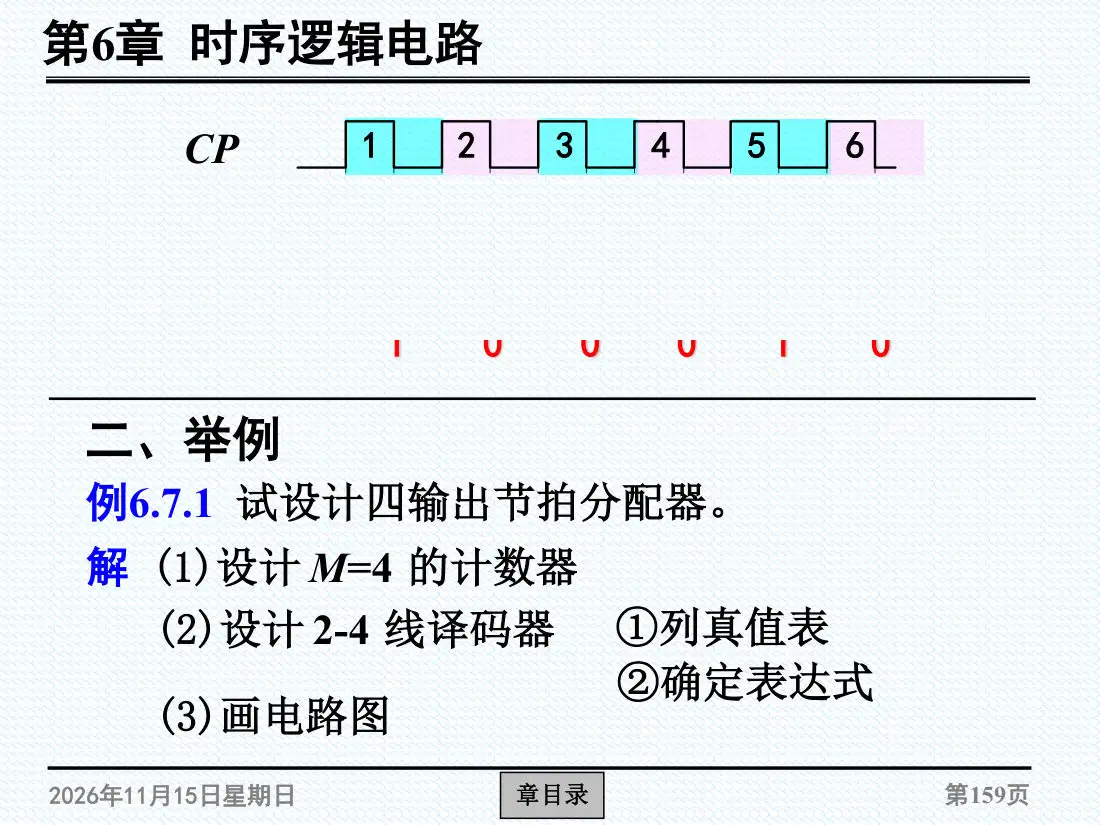 第6章 时序逻辑电路
CP 1 2 3 4 5 6
二、举例
例6.7.1 试设计四输出节拍分配器。
解 (1)设计 M=4 的计数器
(2)设计 2-4 线译码器 ①列真值表
②确定表达式
(3)画电路图
2026年11月15日星期日 章目录 第159页